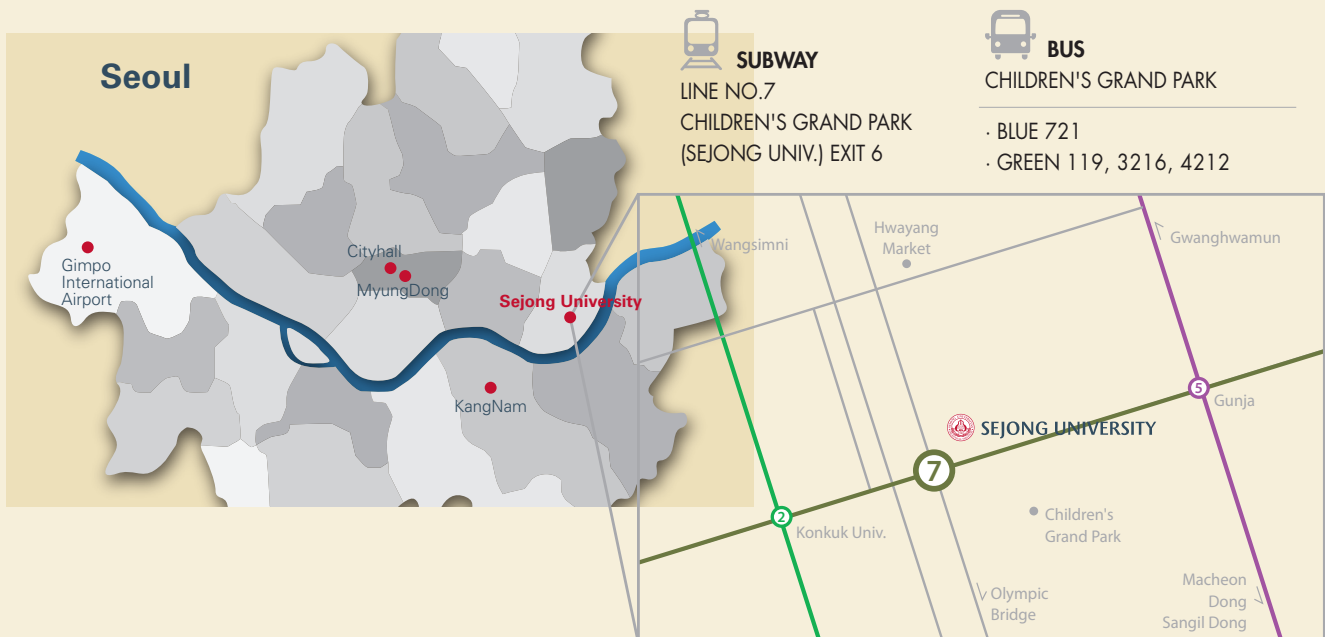 Seoul
Gimpo
International
Airport
Cityhall
MyungDong
Sejong University
KangNam
SUBWAY
LINE NO.7
CHILDREN'S GRAND PARK
(SEJONG UNIV.) EXIT 6
BUS
CHILDREN'S GRAND PARK
· BLUE 721
· GREEN 119, 3216, 4212
Wangsimni
Hwayang
Market
Gwanghwamun
5
Gunja
SEJONG UNIVERSITY
7
2
Konkuk Univ.
Children's
Grand Park
Olympic
Bridge
Macheon
Dong
Sangil Dong